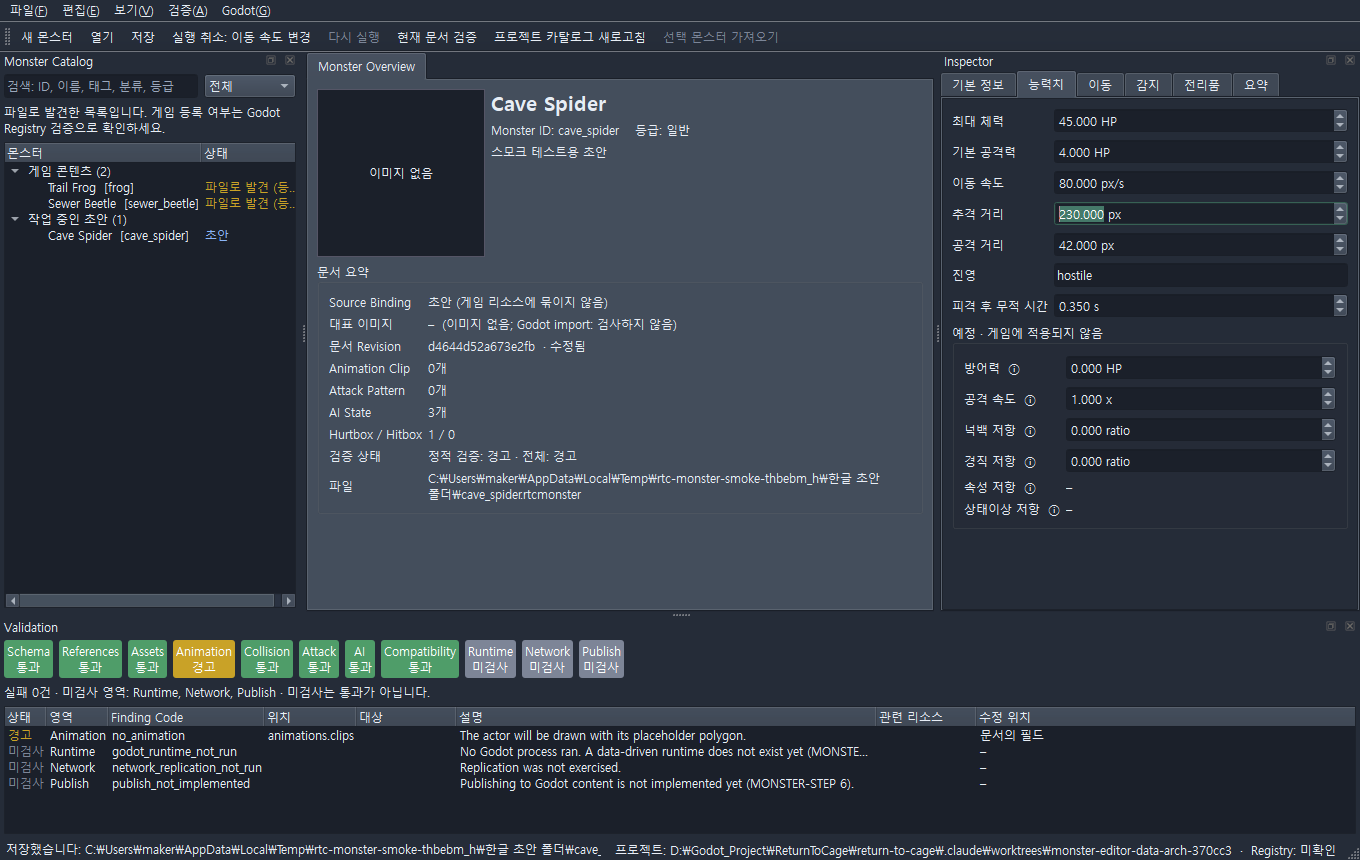 파일(F) 편집(E) 보기(V) 검증(A) Godot(G)
새 몬스터 열기 저장 실행 취소: 이동 속도 변경 다시 실행 현재 문서 검증 프로젝트 카탈로그 새로고침 선택 몬스터 가져오기
Monster Catalog
검색: ID, 이름, 태그, 분류, 등급 전체
파일로 발견한 목록입니다. 게임 등록 여부는 Godot
Registry 검증으로 확인하세요.
몬스터 상태
게임 콘텐츠 (2)
Trail Frog [frog] 파일로 발견 (등..
Sewer Beetle [sewer_beetle] 파일로 발견 (등..
작업 중인 초안 (1)
Cave Spider [cave_spider] 초안
Monster Overview
이미지 없음
Cave Spider
Monster ID: cave_spider 등급: 일반
스모크 테스트용 초안
문서 요약
Source Binding 초안 (게임 리소스에 묶이지 않음)
대표 이미지 – (이미지 없음; Godot import: 검사하지 않음)
문서 Revision d4644d52a673e2fb · 수정됨
Animation Clip 0개
Attack Pattern 0개
AI State 3개
Hurtbox / Hitbox 1 / 0
검증 상태 정적 검증: 경고 · 전체: 경고
파일 C:₩Users₩maker₩AppData₩Local₩Temp₩rtc-monster-smoke-thbebm_h₩한글 초안
폴더₩cave_spider.rtcmonster
Inspector
기본 정보 능력치 이동 감지 전리품 요약
최대 체력 45.000 HP
기본 공격력 4.000 HP
이동 속도 80.000 px/s
추격 거리 230.000 px
공격 거리 42.000 px
진영 hostile
피격 후 무적 시간 0.350 s
예정 · 게임에 적용되지 않음
방어력 ⓘ 0.000 HP
공격 속도 ⓘ 1.000 x
넉백 저항 ⓘ 0.000 ratio
경직 저항 ⓘ 0.000 ratio
속성 저항 ⓘ –
상태이상 저항 ⓘ –
Validation
Schema 통과 References 통과 Assets 통과 Animation 경고 Collision 통과 Attack 통과 AI 통과 Compatibility 통과 Runtime 미검사 Network 미검사 Publish 미검사
실패 0건 · 미검사 영역: Runtime, Network, Publish · 미검사는 통과가 아닙니다.
상태 영역 Finding Code 위치 대상 설명 관련 리소스 수정 위치
경고 Animation no_animation animations.clips The actor will be drawn with its placeholder polygon. 문서의 필드
미검사 Runtime godot_runtime_not_run No Godot process ran. A data-driven runtime does not exist yet (MONSTE... –
미검사 Network network_replication_not_run Replication was not exercised. –
미검사 Publish publish_not_implemented Publishing to Godot content is not implemented yet (MONSTER-STEP 6). –
저장했습니다: C:₩Users₩maker₩AppData₩Local₩Temp₩rtc-monster-smoke-thbebm_h₩한글 초안 폴더₩cave_ 프로젝트: D:₩Godot_Project₩ReturnToCage₩return-to-cage₩.claude₩worktrees₩monster-editor-data-arch-370cc3 · Registry: 미확인